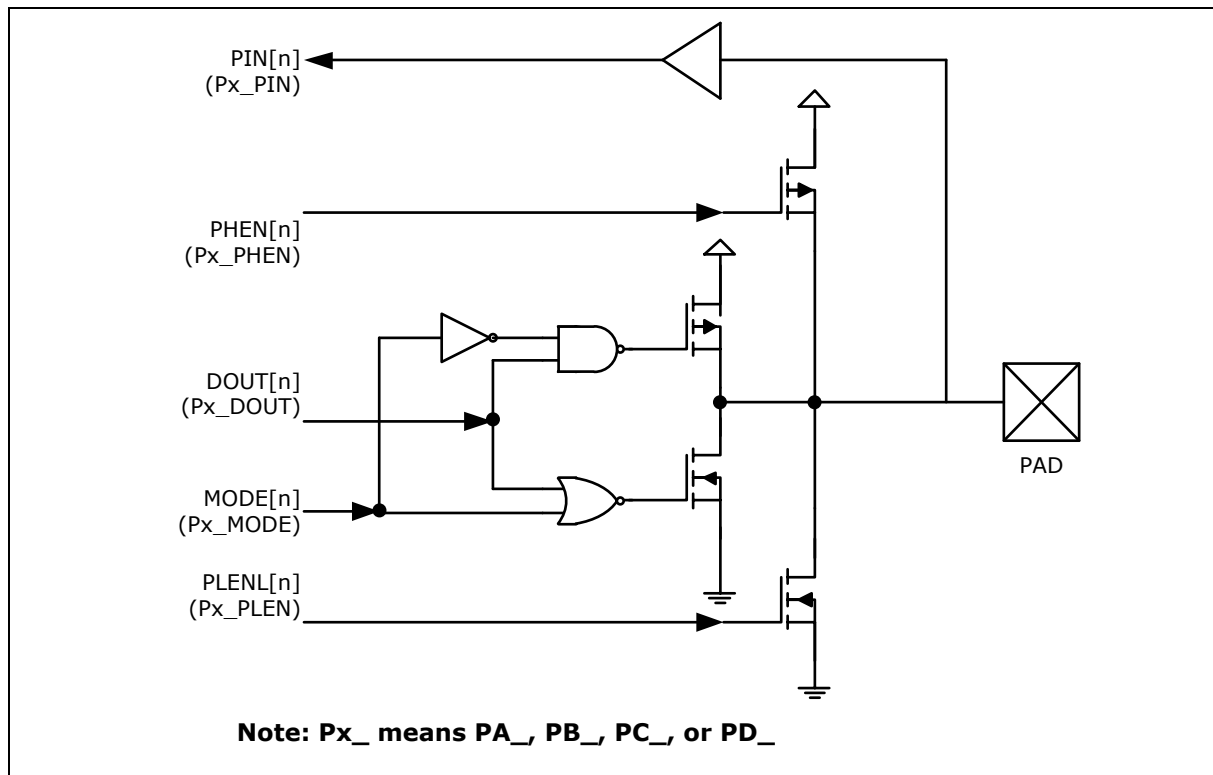 PIN[n]
(Px_PIN)
PHEN[n]
(Px_PHEN)
DOUT[n]
(Px_DOUT)
MODE[n]
(Px_MODE)
PLENL[n]
(Px_PLEN)
PAD
Note: Px_ means PA_, PB_, PC_, or PD_